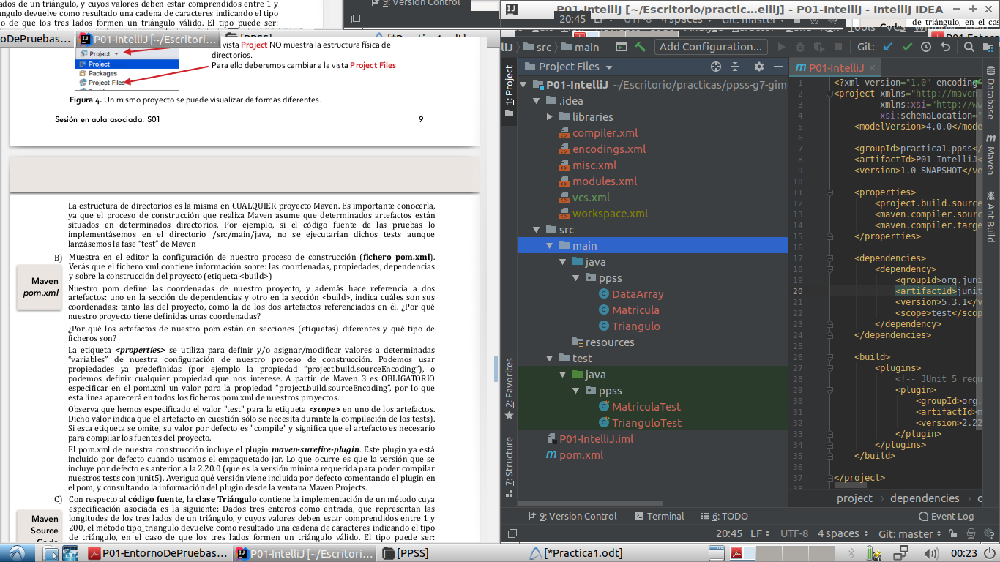 ados de un triángulo, y cuyos valores deben estar comprendidos entre 1 y
ángulo devuelve como resultado una cadena de caracteres indicando el tipo
o de que los tres lados formen un triángulo válido. El tipo puede ser:
9: Version Control
P01-IntelliJ [~/Escritorio/practic...elliJ] - P01-IntelliJ - IntelliJ IDEA
20:45
noDePruebas...
P01-IntelliJ [~/Escritori...
[PPSS]
[*Practica1.odt]
vista Project NO muestra la estructura física de
directorios.
Para ello deberemos cambiar a la vista Project Files
Project
Project
Packages
Project Files
Figura 4. Un mismo proyecto se puede visualizar de formas diferentes.
Sesión en aula asociada: S01
9
La estructura de directorios es la misma en CUALQUIER proyecto Maven. Es importante conocerla,
ya que el proceso de construcción que realiza Maven asume que determinados artefactos están
situados en determinados directorios. Por ejemplo, si el código fuente de las pruebas lo
implementásemos en el directorio /src/main/java, no se ejecutarían dichos tests aunque
lanzásemos la fase “test” de Maven
B) Muestra en el editor la configuración de nuestro proceso de construcción (fichero pom.xml).
Verás que el fichero xml contiene información sobre: las coordenadas, propiedades, dependencias
y sobre la construcción del proyecto (etiqueta <build>)
Maven
pom.xml
Nuestro pom define las coordenadas de nuestro proyecto, y además hace referencia a dos
artefactos: uno en la sección de dependencias y otro en la sección <build>, indica cuáles son sus
coordenadas: tanto las del proyecto, como la de los dos artefactos referenciados en él. ¿Por qué
nuestro proyecto tiene definidas unas coordenadas?
¿Por qué los artefactos de nuestro pom están en secciones (etiquetas) diferentes y qué tipo de
ficheros son?
La etiqueta <properties> se utiliza para definir y/o asignar/modificar valores a determinadas
“variables” de nuestra configuración de nuestro proceso de construcción. Podemos usar
propiedades ya predefinidas (por ejemplo la propiedad “project.build.sourceEncoding”), o
podemos definir cualquier propiedad que nos interese. A partir de Maven 3 es OBLIGATORIO
especificar en el pom.xml un valor para la propiedad “project.build.sourceEncoding”, por lo que
esta línea aparecerá en todos los ficheros pom.xml de nuestros proyectos.
Observa que hemos especificado el valor "test" para la etiqueta <scope> en uno de los artefactos.
Dicho valor indica que el artefacto en cuestión sólo se necesita durante la compilación de los tests).
Si esta etiqueta se omite, su valor por defecto es "compile" y significa que el artefacto es necesario
para compilar los fuentes del proyecto.
El pom.xml de nuestra construcción incluye el plugin maven-surefire-plugin. Este plugin ya está
incluido por defecto cuando usamos el empaquetado jar. Lo que ocurre es que la versión que se
incluye por defecto es anterior a la 2.20.0 (que es la versión mínima requerida para poder compilar
nuestros tests con junit5). Averigua qué versión viene incluida por defecto comentando el plugin en
el pom, y consultando la información del plugin desde la ventana Maven Projects.
C) Con respecto al código fuente, la clase Triángulo contiene la implementación de un método cuya
especificación asociada es la siguiente: Dados tres enteros como entrada, que representan las
longitudes de los tres lados de un triángulo, y cuyos valores deben estar comprendidos entre 1 y
200, el método tipo_triangulo devuelve como resultado una cadena de caracteres indicando el tipo
de triángulo, en el caso de que los tres lados formen un triángulo válido. El tipo puede ser:
Maven
Source
Code
liJ
src
main
Add Configuration...
Git:
1: Project
2: Favorites
7: Structure
Project Files
P01-IntelliJ ~/Escritorio/practicas/ppss-g7-gime
.idea
libraries
compiler.xml
encodings.xml
misc.xml
modules.xml
vcs.xml
workspace.xml
src
main
java
ppss
DataArray
Matricula
Triangulo
resources
test
java
ppss
MatriculaTest
TrianguloTest
P01-IntelliJ.iml
pom.xml
P01-IntelliJ
1 <?xml version="1.0" encoding
2 <project xmlns="http://maven.
3 xmlns:xsi="http://ww
4 xsi:schemaLocation="
5 <modelVersion>4.0.0</mode
6
7 <groupId>practica1.ppss</
8 <artifactId>P01-IntelliJ<
9 <version>1.0-SNAPSHOT</ve
10
11 <properties>
12 <project.build.source
13 <maven.compiler.sourc
14 <maven.compiler.targe
15 </properties>
16
17 <dependencies>
18 <dependency>
19 <groupId>org.juni
20 <artifactId>junit
21 <version>5.3.1</v
22 <scope>test</scop
23 </dependency>
24 </dependencies>
25
26 <build>
27 <plugins>
28 <!-- JUnit 5 requ
29 <plugin>
30 <groupId>org.
31 <artifactId>m
32 <version>2.22
33 </plugin>
34 </plugins>
35 </build>
36
37 </project>
38
project › dependencies › d
Database
Maven
Ant Build
9: Version Control
Terminal
6: TODO
Event Log
20:45 LF UTF-8 4 spaces Git: master
P01-EntornoDePruebas...
P01-IntelliJ [~/Escritori...
[PPSS]
[*Practica1.odt]
00:23